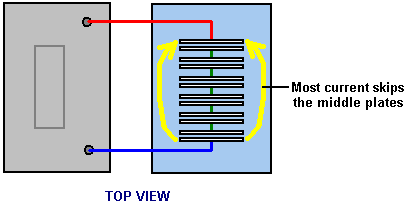 Most current skips
the middle plates
TOP VIEW